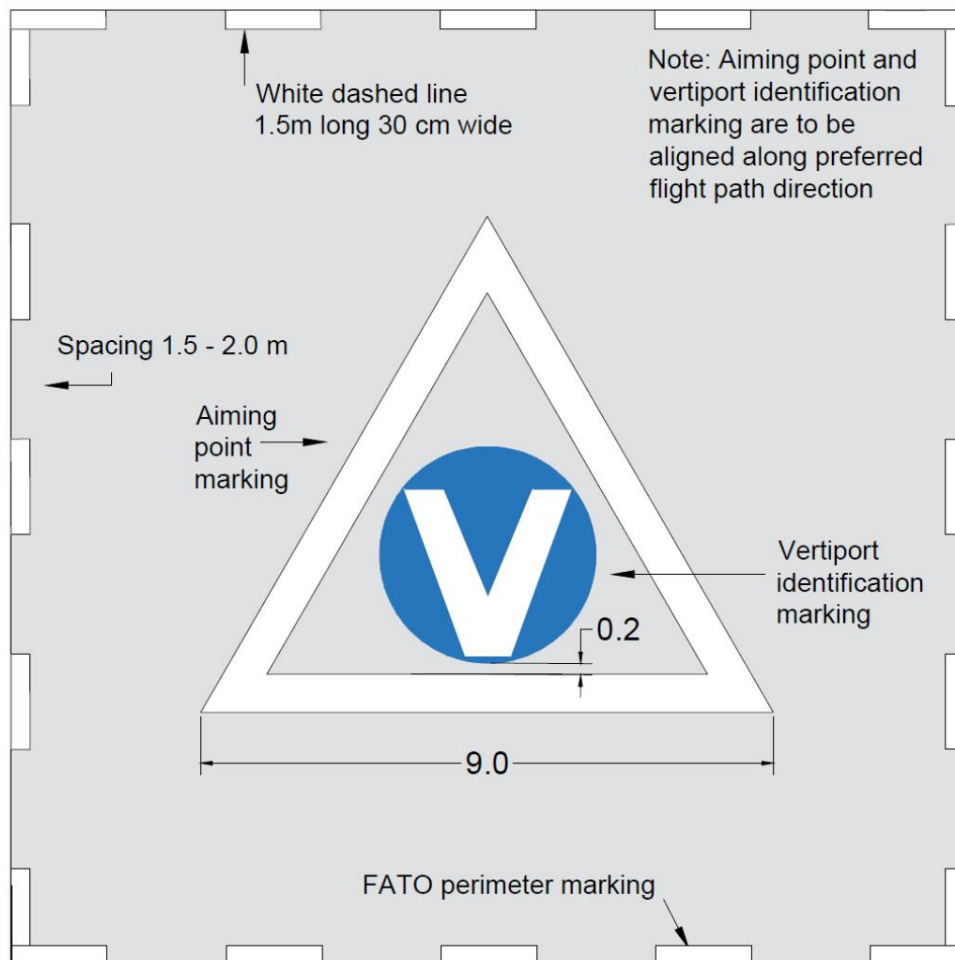 White dashed line
1.5m long 30 cm wide
Note: Aiming point and
vertiport identification
marking are to be
aligned along preferred
flight path direction
Spacing 1.5 - 2.0 m
Aiming
point
marking
V
Vertiport
identification
marking
0.2
9.0
FATO perimeter marking